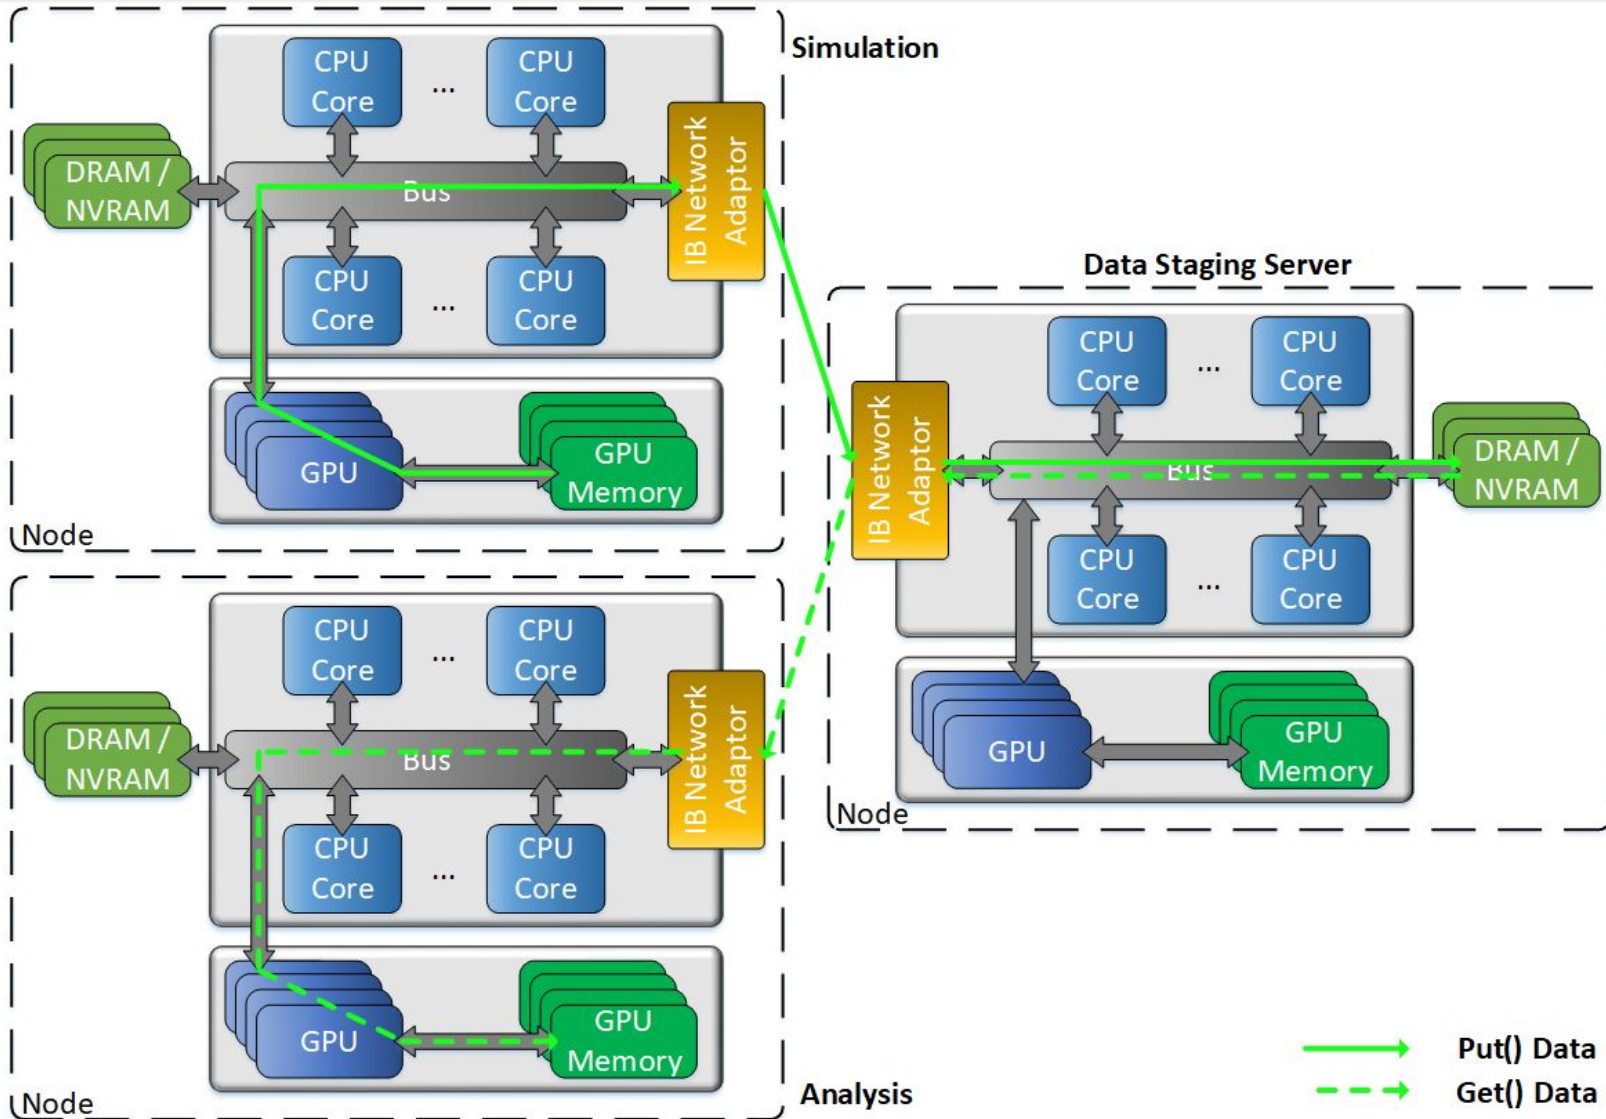 Simulation
CPU
Core
...
CPU
Core
DRAM /
NVRAM
Bus
IB Network
Adaptor
CPU
Core
...
CPU
Core
GPU
GPU
Memory
Node
Data Staging Server
CPU
Core
...
CPU
Core
IB Network
Adaptor
Bus
DRAM /
NVRAM
CPU
Core
...
CPU
Core
GPU
GPU
Memory
Node
CPU
Core
...
CPU
Core
DRAM /
NVRAM
Bus
IB Network
Adaptor
CPU
Core
...
CPU
Core
GPU
GPU
Memory
Node
Analysis
Put() Data
Get() Data